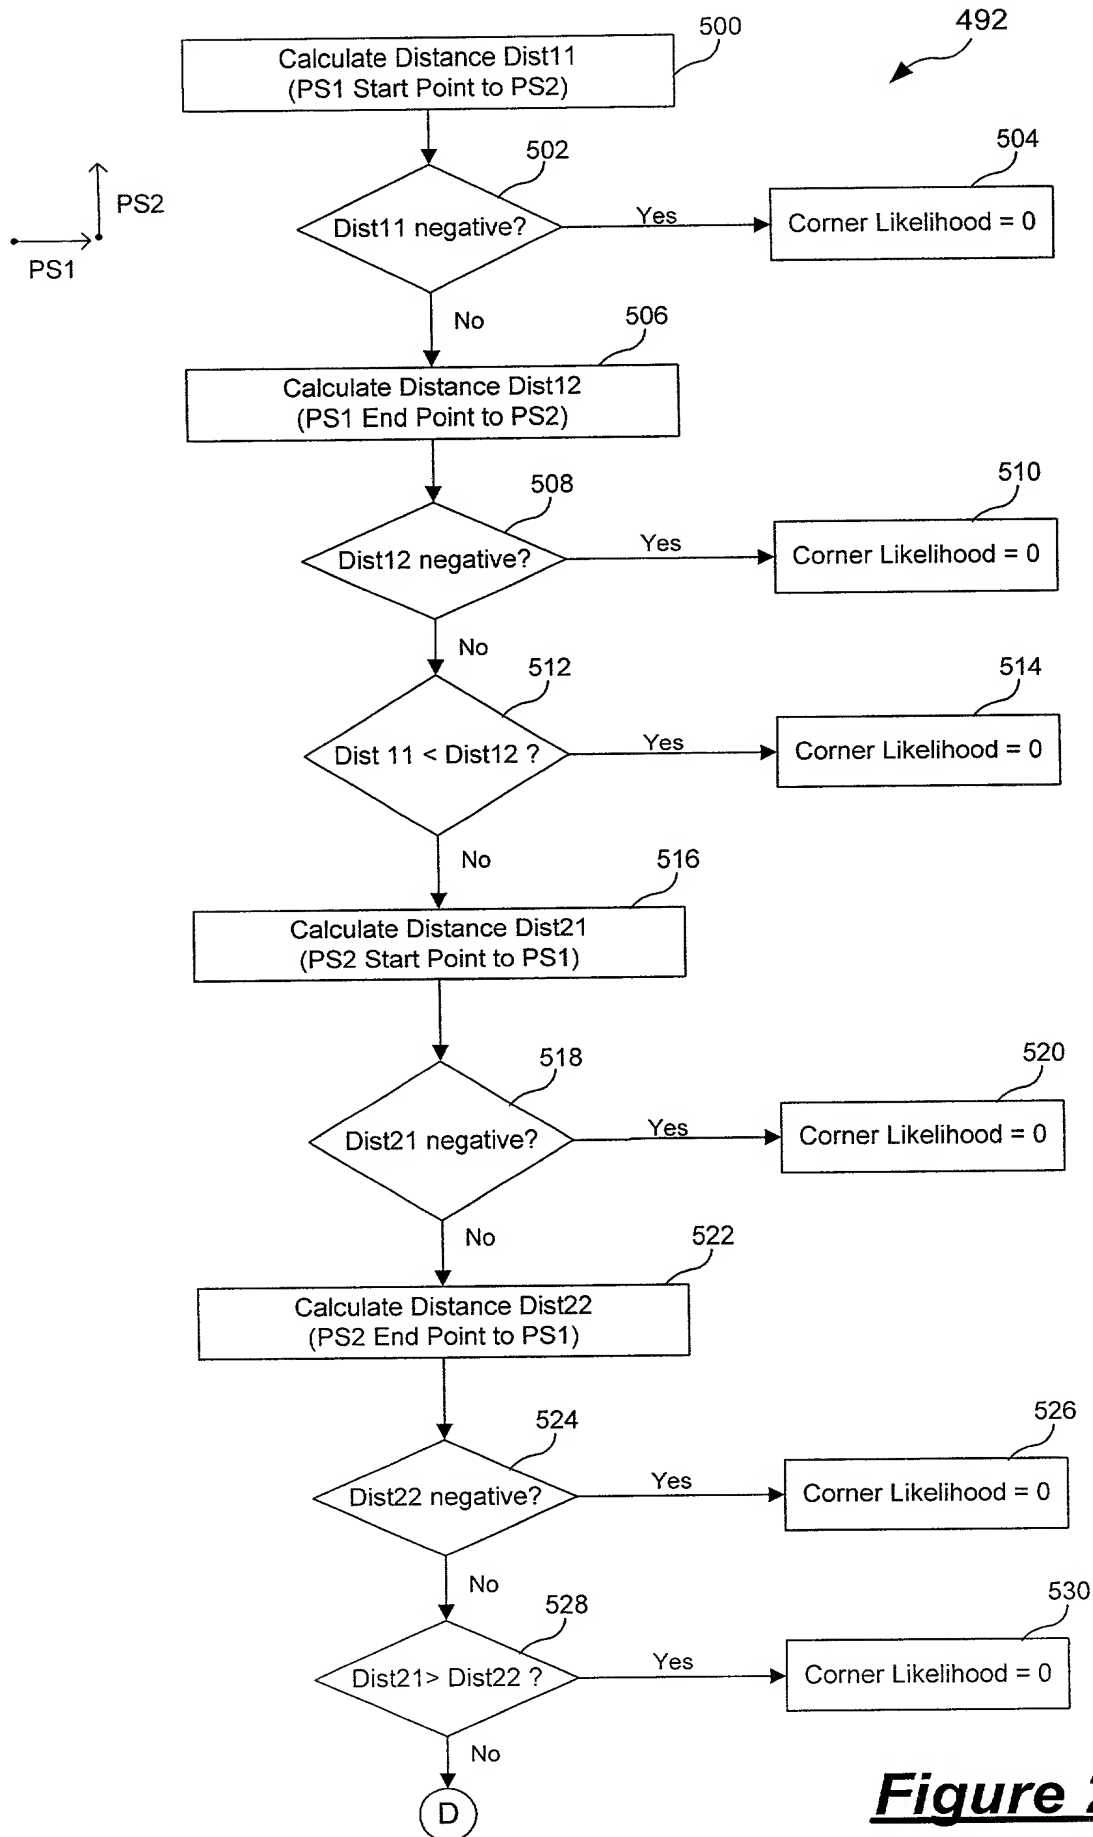 492
500
Calculate Distance Dist11
(PS1 Start Point to PS2)
502
504
PS2
PS1
Dist11 negative?
Yes
Corner Likelihood = 0
No
506
Calculate Distance Dist12
(PS1 End Point to PS2)
508
510
Dist12 negative?
Yes
Corner Likelihood = 0
No
512
514
Dist 11 < Dist12 ?
Yes
Corner Likelihood = 0
No
516
Calculate Distance Dist21
(PS2 Start Point to PS1)
518
520
Dist21 negative?
Yes
Corner Likelihood = 0
No
522
Calculate Distance Dist22
(PS2 End Point to PS1)
524
526
Dist22 negative?
Yes
Corner Likelihood = 0
No
528
530
Dist21> Dist22 ?
Yes
Corner Likelihood = 0
No
D
Figure